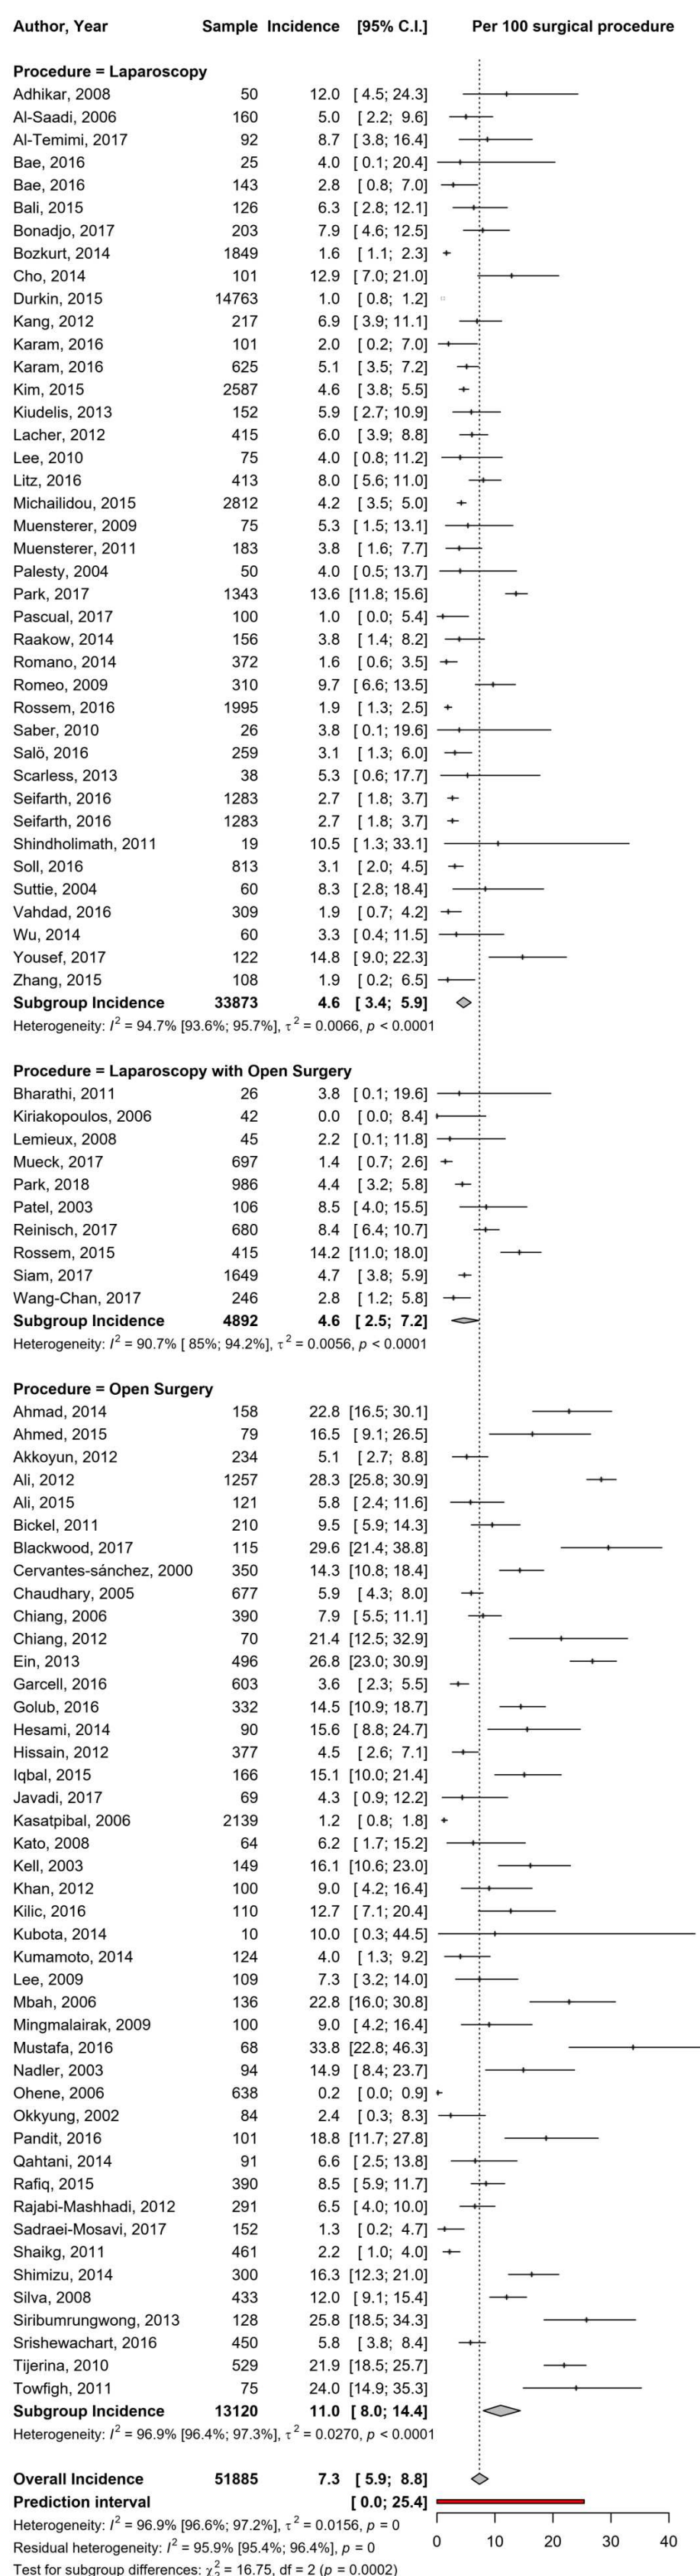 Author, Year Sample Incidence [95% C.I.] Per 100 surgical procedure
Procedure = Laparoscopy
Adhikar, 2008 50 12.0 [ 4.5; 24.3]
Al-Saadi, 2006 160 5.0 [ 2.2; 9.6]
Al-Temimi, 2017 92 8.7 [ 3.8; 16.4]
Bae, 2016 25 4.0 [ 0.1; 20.4]
Bae, 2016 143 2.8 [ 0.8; 7.0]
Bali, 2015 126 6.3 [ 2.8; 12.1]
Bonadjo, 2017 203 7.9 [ 4.6; 12.5]
Bozkurt, 2014 1849 1.6 [ 1.1; 2.3]
Cho, 2014 101 12.9 [ 7.0; 21.0]
Durkin, 2015 14763 1.0 [ 0.8; 1.2]
Kang, 2012 217 6.9 [ 3.9; 11.1]
Karam, 2016 101 2.0 [ 0.2; 7.0]
Karam, 2016 625 5.1 [ 3.5; 7.2]
Kim, 2015 2587 4.6 [ 3.8; 5.5]
Kiudelis, 2013 152 5.9 [ 2.7; 10.9]
Lacher, 2012 415 6.0 [ 3.9; 8.8]
Lee, 2010 75 4.0 [ 0.8; 11.2]
Litz, 2016 413 8.0 [ 5.6; 11.0]
Michailidou, 2015 2812 4.2 [ 3.5; 5.0]
Muensterer, 2009 75 5.3 [ 1.5; 13.1]
Muensterer, 2011 183 3.8 [ 1.6; 7.7]
Palesty, 2004 50 4.0 [ 0.5; 13.7]
Park, 2017 1343 13.6 [11.8; 15.6]
Pascual, 2017 100 1.0 [ 0.0; 5.4]
Raakow, 2014 156 3.8 [ 1.4; 8.2]
Romano, 2014 372 1.6 [ 0.6; 3.5]
Romeo, 2009 310 9.7 [ 6.6; 13.5]
Rossem, 2016 1995 1.9 [ 1.3; 2.5]
Saber, 2010 26 3.8 [ 0.1; 19.6]
Salö, 2016 259 3.1 [ 1.3; 6.0]
Scarless, 2013 38 5.3 [ 0.6; 17.7]
Seifarth, 2016 1283 2.7 [ 1.8; 3.7]
Seifarth, 2016 1283 2.7 [ 1.8; 3.7]
Shindholimath, 2011 19 10.5 [ 1.3; 33.1]
Soll, 2016 813 3.1 [ 2.0; 4.5]
Suttie, 2004 60 8.3 [ 2.8; 18.4]
Vahdad, 2016 309 1.9 [ 0.7; 4.2]
Wu, 2014 60 3.3 [ 0.4; 11.5]
Yousef, 2017 122 14.8 [ 9.0; 22.3]
Zhang, 2015 108 1.9 [ 0.2; 6.5]
Subgroup Incidence 33873 4.6 [ 3.4; 5.9]
Heterogeneity: I² = 94.7% [93.6%; 95.7%], τ² = 0.0066, p < 0.0001
Procedure = Laparoscopy with Open Surgery
Bharathi, 2011 26 3.8 [ 0.1; 19.6]
Kiriakopoulos, 2006 42 0.0 [ 0.0; 8.4]
Lemieux, 2008 45 2.2 [ 0.1; 11.8]
Mueck, 2017 697 1.4 [ 0.7; 2.6]
Park, 2018 986 4.4 [ 3.2; 5.8]
Patel, 2003 106 8.5 [ 4.0; 15.5]
Reinisch, 2017 680 8.4 [ 6.4; 10.7]
Rossem, 2015 415 14.2 [11.0; 18.0]
Siam, 2017 1649 4.7 [ 3.8; 5.9]
Wang-Chan, 2017 246 2.8 [ 1.2; 5.8]
Subgroup Incidence 4892 4.6 [ 2.5; 7.2]
Heterogeneity: I² = 90.7% [ 85%; 94.2%], τ² = 0.0056, p < 0.0001
Procedure = Open Surgery
Ahmad, 2014 158 22.8 [16.5; 30.1]
Ahmed, 2015 79 16.5 [ 9.1; 26.5]
Akkoyun, 2012 234 5.1 [ 2.7; 8.8]
Ali, 2012 1257 28.3 [25.8; 30.9]
Ali, 2015 121 5.8 [ 2.4; 11.6]
Bickel, 2011 210 9.5 [ 5.9; 14.3]
Blackwood, 2017 115 29.6 [21.4; 38.8]
Cervantes-sánchez, 2000 350 14.3 [10.8; 18.4]
Chaudhary, 2005 677 5.9 [ 4.3; 8.0]
Chiang, 2006 390 7.9 [ 5.5; 11.1]
Chiang, 2012 70 21.4 [12.5; 32.9]
Ein, 2013 496 26.8 [23.0; 30.9]
Garcell, 2016 603 3.6 [ 2.3; 5.5]
Golub, 2016 332 14.5 [10.9; 18.7]
Hesami, 2014 90 15.6 [ 8.8; 24.7]
Hissain, 2012 377 4.5 [ 2.6; 7.1]
Iqbal, 2015 166 15.1 [10.0; 21.4]
Javadi, 2017 69 4.3 [ 0.9; 12.2]
Kasatpibal, 2006 2139 1.2 [ 0.8; 1.8]
Kato, 2008 64 6.2 [ 1.7; 15.2]
Kell, 2003 149 16.1 [10.6; 23.0]
Khan, 2012 100 9.0 [ 4.2; 16.4]
Kilic, 2016 110 12.7 [ 7.1; 20.4]
Kubota, 2014 10 10.0 [ 0.3; 44.5]
Kumamoto, 2014 124 4.0 [ 1.3; 9.2]
Lee, 2009 109 7.3 [ 3.2; 14.0]
Mbah, 2006 136 22.8 [16.0; 30.8]
Mingmalairak, 2009 100 9.0 [ 4.2; 16.4]
Mustafa, 2016 68 33.8 [22.8; 46.3]
Nadler, 2003 94 14.9 [ 8.4; 23.7]
Ohene, 2006 638 0.2 [ 0.0; 0.9]
Okkyung, 2002 84 2.4 [ 0.3; 8.3]
Pandit, 2016 101 18.8 [11.7; 27.8]
Qahtani, 2014 91 6.6 [ 2.5; 13.8]
Rafiq, 2015 390 8.5 [ 5.9; 11.7]
Rajabi-Mashhadi, 2012 291 6.5 [ 4.0; 10.0]
Sadraei-Mosavi, 2017 152 1.3 [ 0.2; 4.7]
Shaikg, 2011 461 2.2 [ 1.0; 4.0]
Shimizu, 2014 300 16.3 [12.3; 21.0]
Silva, 2008 433 12.0 [ 9.1; 15.4]
Siribumrungwong, 2013 128 25.8 [18.5; 34.3]
Srishewachart, 2016 450 5.8 [ 3.8; 8.4]
Tijerina, 2010 529 21.9 [18.5; 25.7]
Towfigh, 2011 75 24.0 [14.9; 35.3]
Subgroup Incidence 13120 11.0 [ 8.0; 14.4]
Heterogeneity: I² = 96.9% [96.4%; 97.3%], τ² = 0.0270, p < 0.0001
Overall Incidence 51885 7.3 [ 5.9; 8.8]
Prediction interval [ 0.0; 25.4]
Heterogeneity: I² = 96.9% [96.6%; 97.2%], τ² = 0.0156, p = 0
Residual heterogeneity: I² = 95.9% [95.4%; 96.4%], p = 0
0 10 20 30 40
Test for subgroup differences: χ²₂ = 16.75, df = 2 (p = 0.0002)